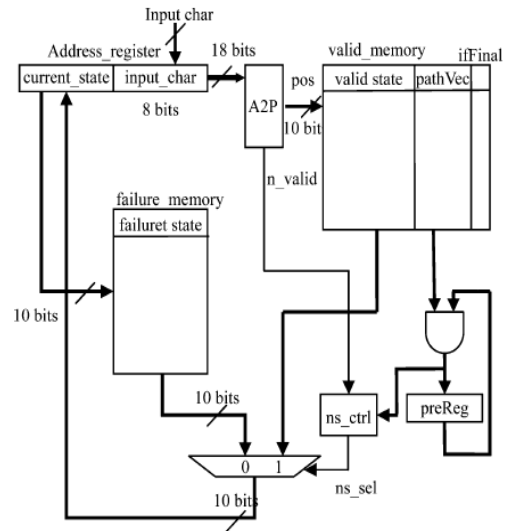 Input char
Address_register
18 bits
valid_memory
ifFinal
current_state
input_char
pos
valid state
pathVec
A2P
8 bits
10 bit
n_valid
failure_memory
failuret state
10 bits
10 bits
ns_ctrl
preReg
0 1
ns_sel
10 bits